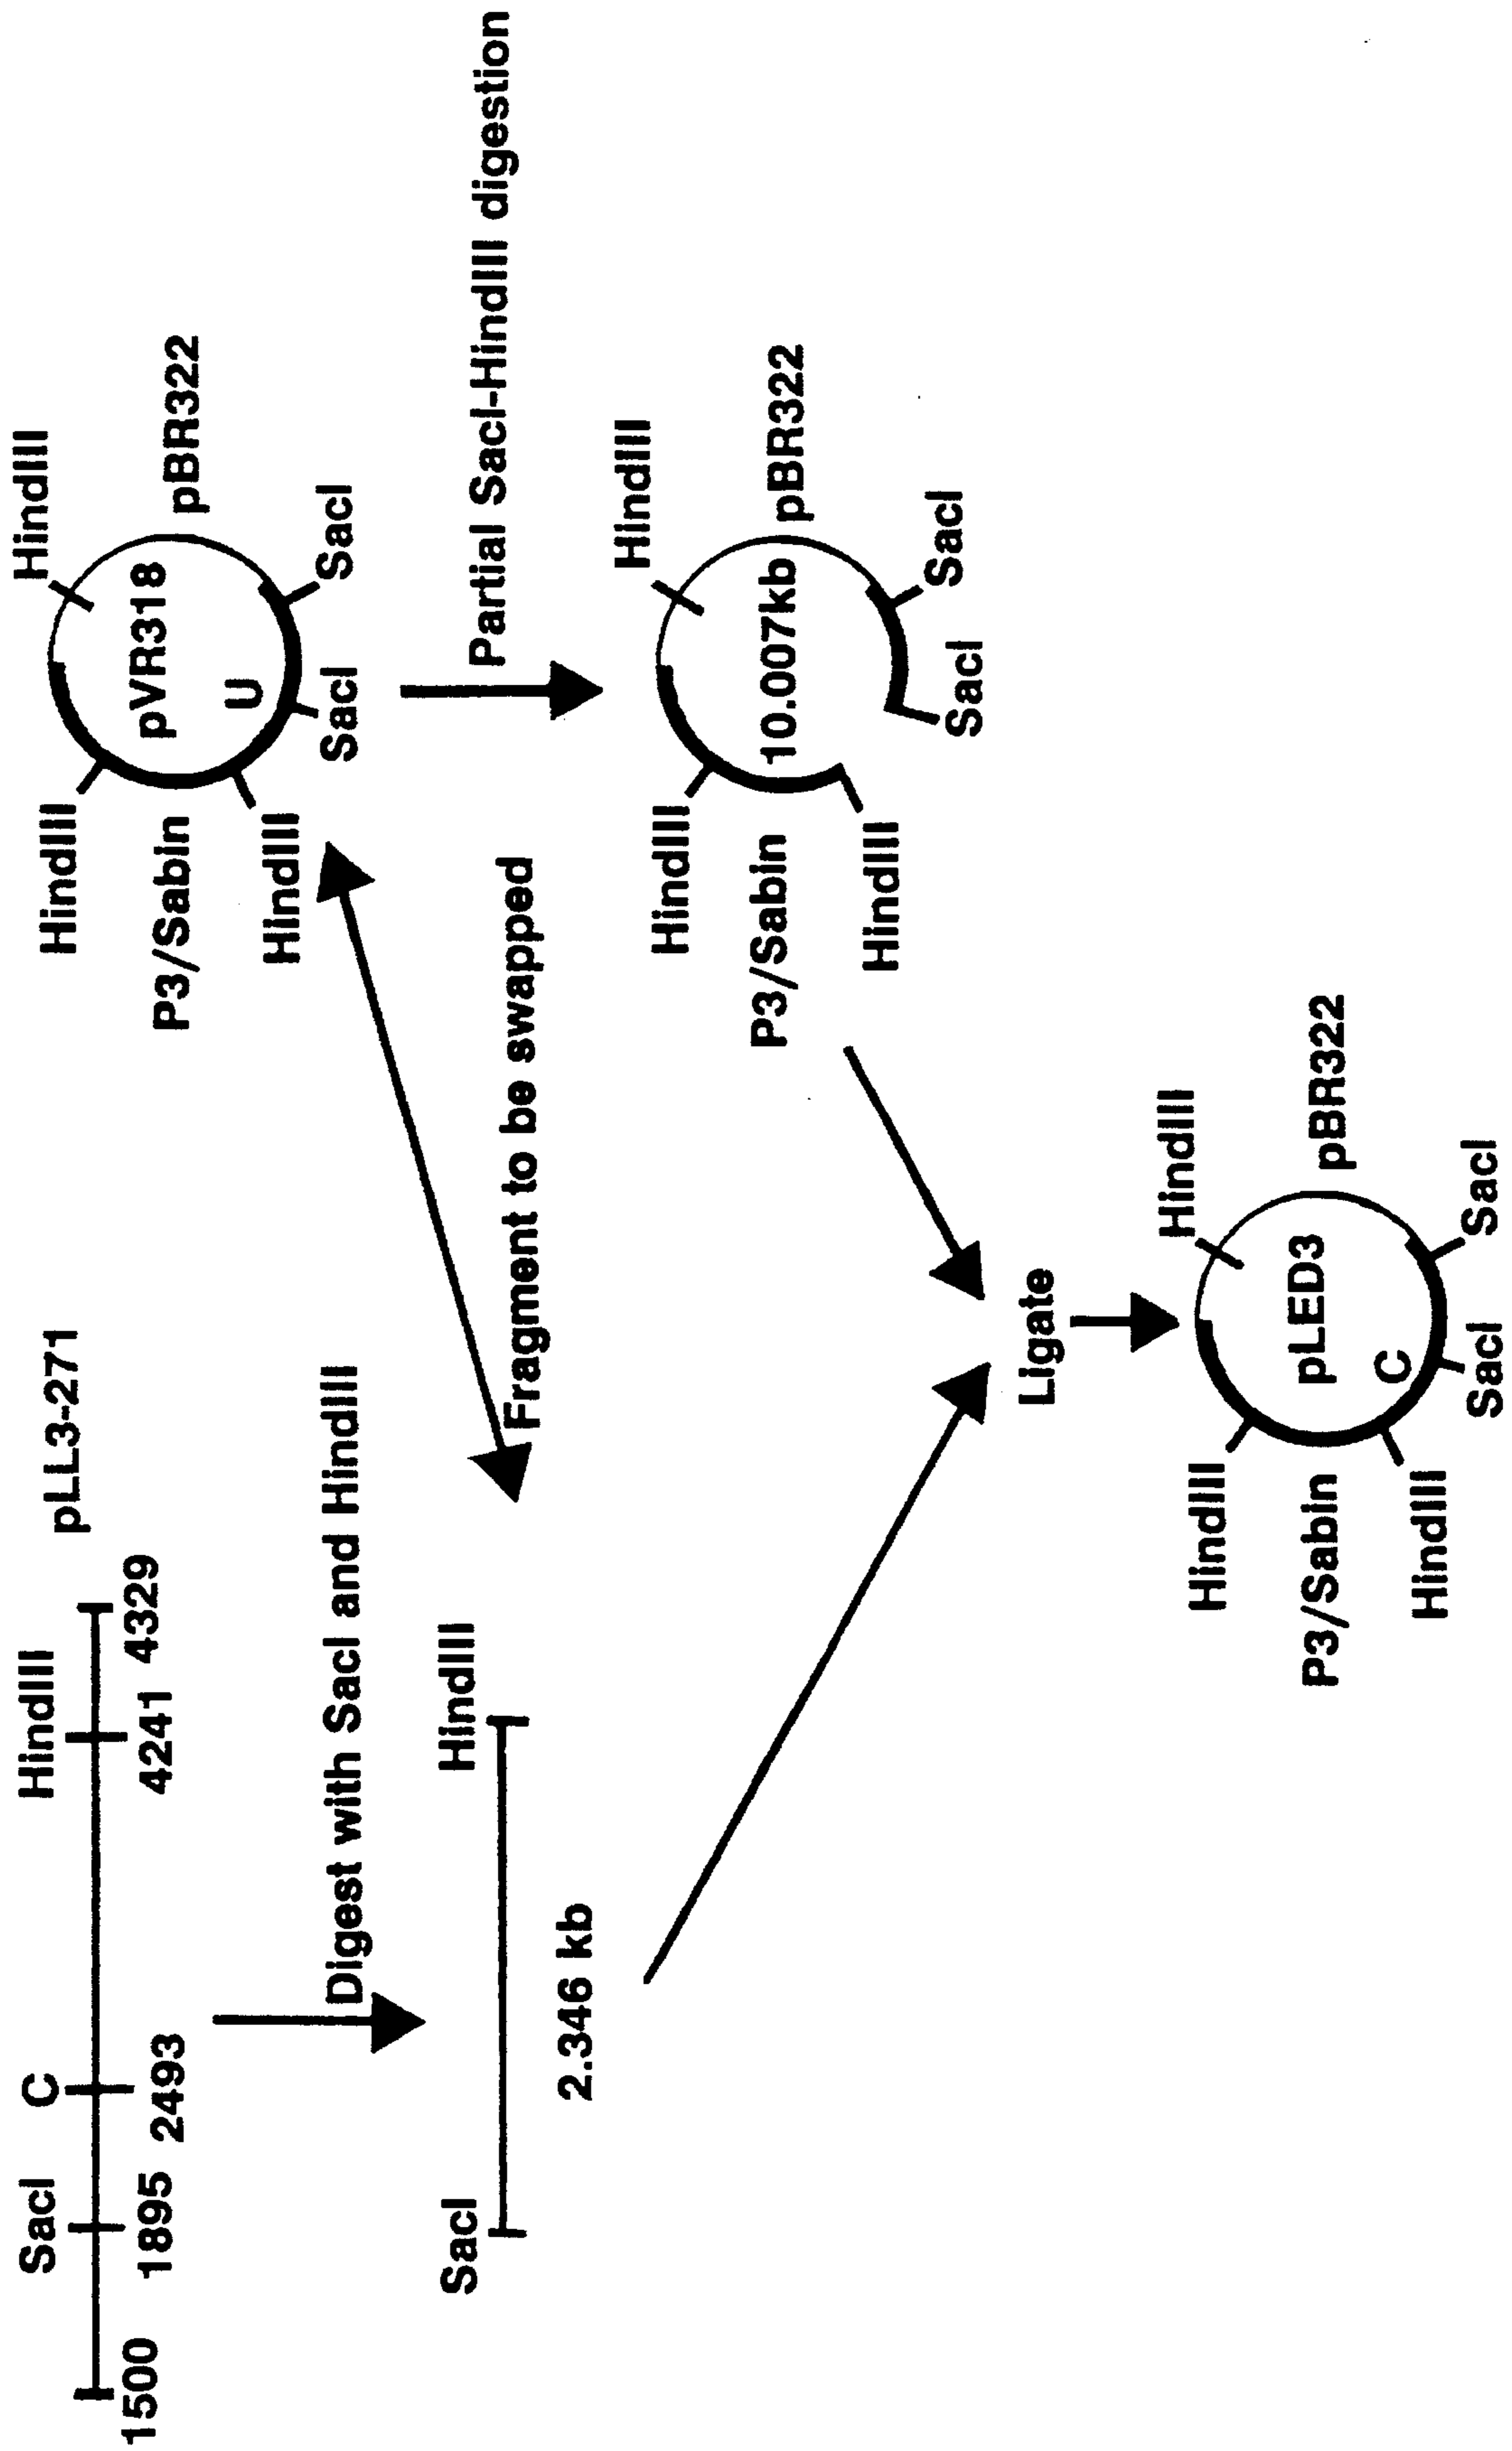 pLL3-271
SacI C HindIII
1500 1895 2493 4241 4329
Digest with SacI and HindIII
SacI HindIII
2.346 kb
Fragment to be swapped
HindIII
HindIII
pVR318
P3/Sabin
pBR322
U
HindIII
SacI
SacI
Partial SacI-HindIII digestion
HindIII
HindIII
10.007kb
P3/Sabin
pBR322
HindIII
SacI
SacI
Ligate
HindIII
HindIII
pLED3
P3/Sabin
pBR322
C
HindIII
SacI
SacI